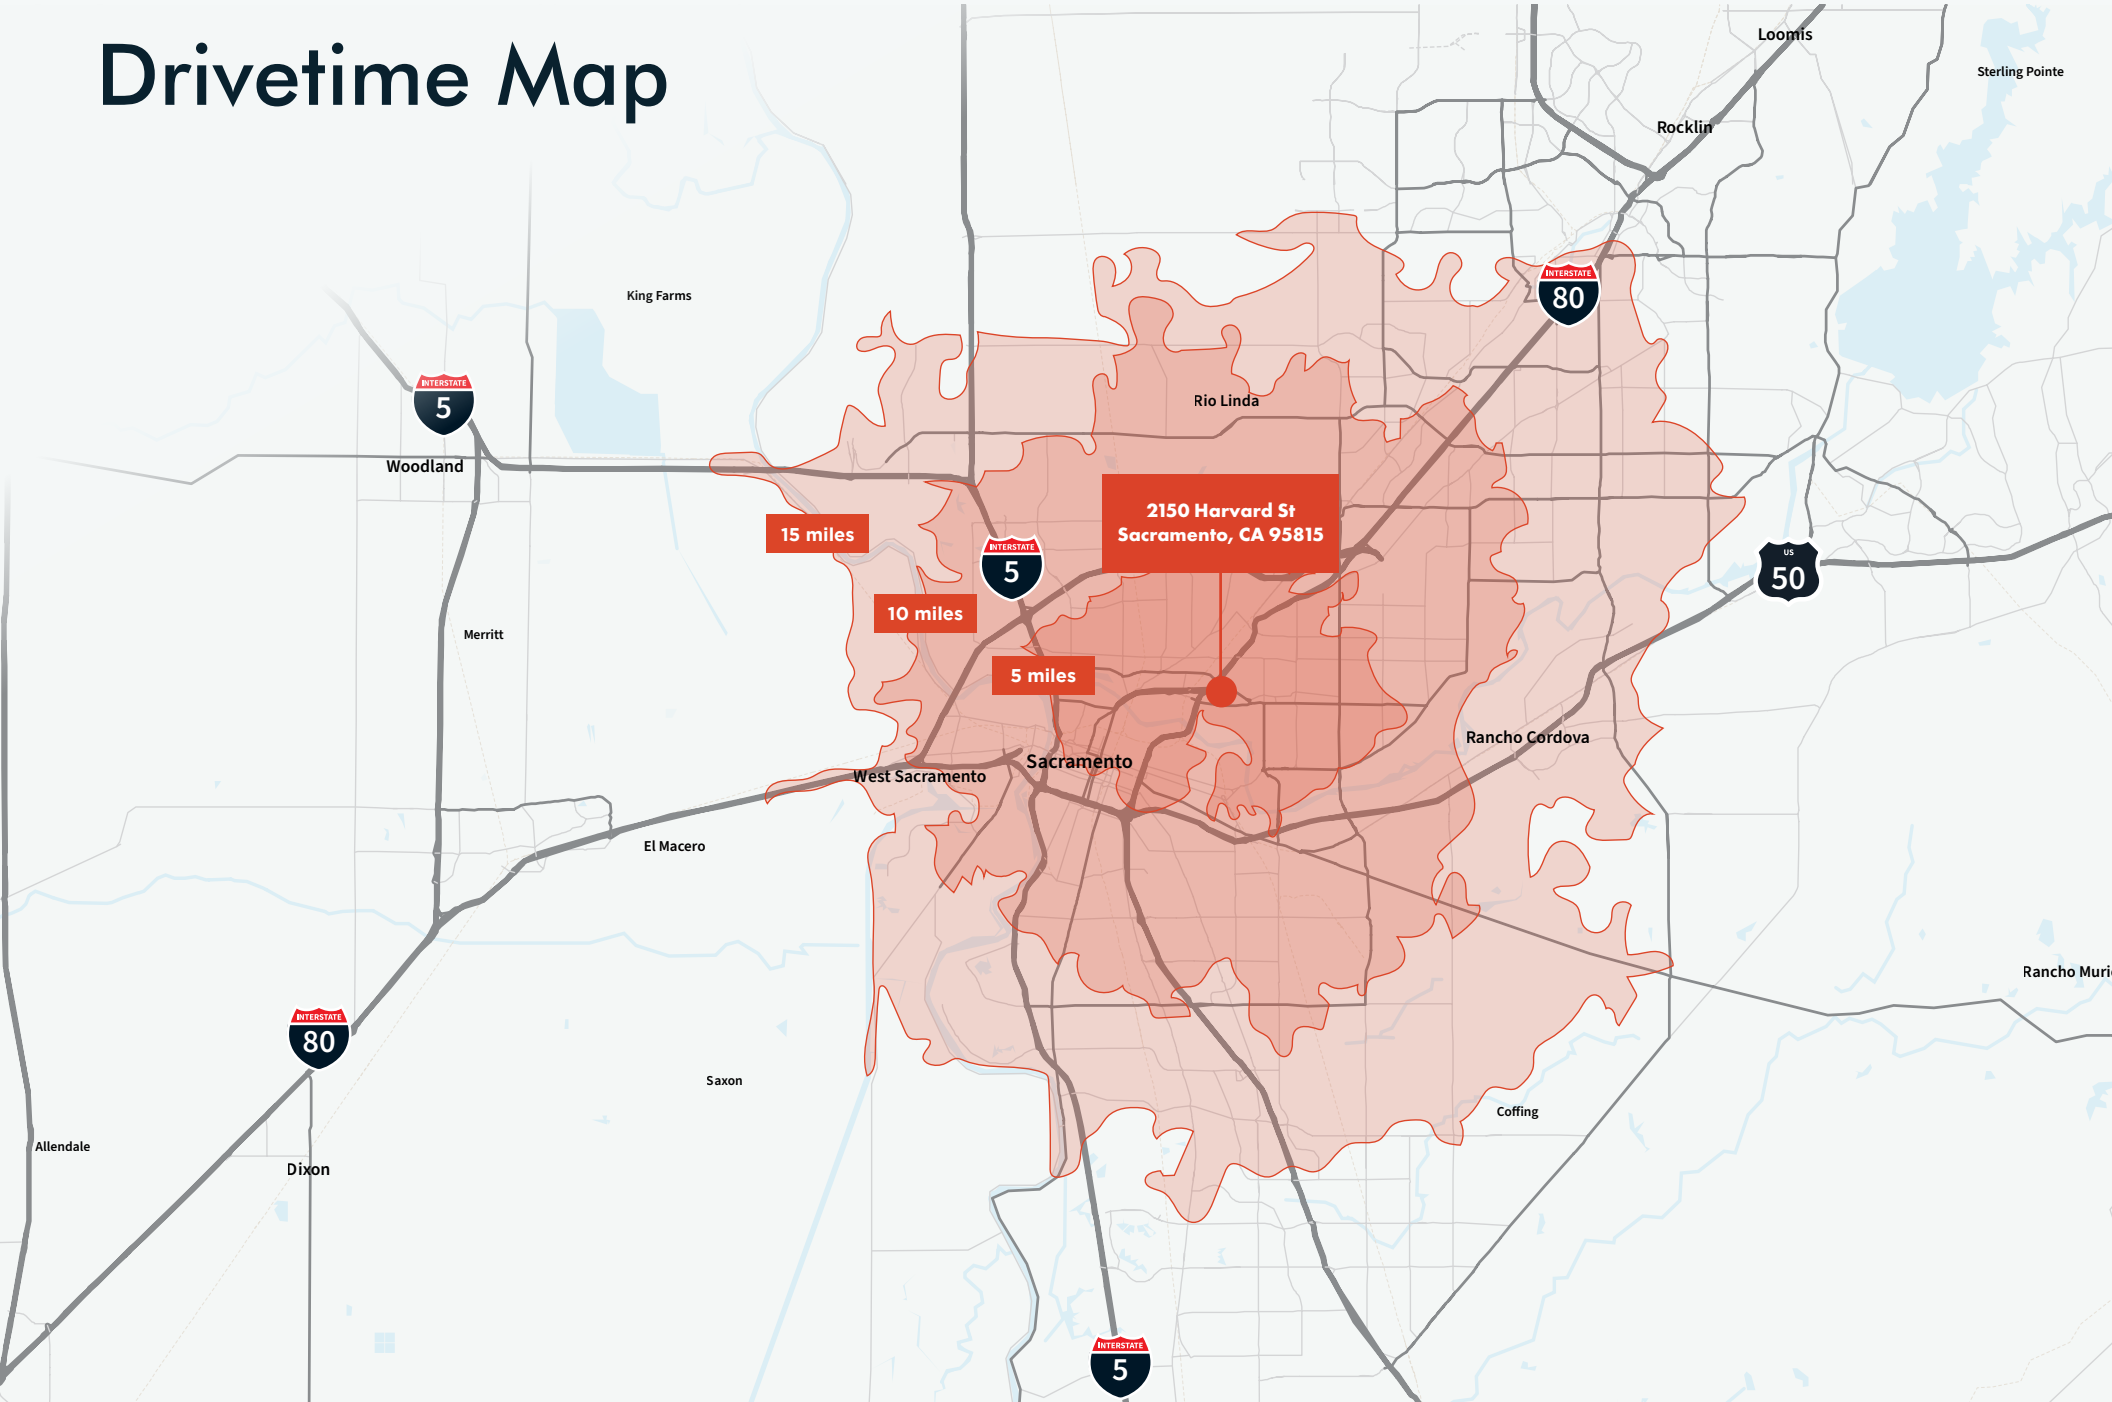 Drivetime Map
Loomis
Sterling Pointe
Rocklin
INTERSTATE
80
King Farms
INTERSTATE
5
Rio Linda
Woodland
2150 Harvard St
Sacramento, CA 95815
15 miles
INTERSTATE
5
US
50
10 miles
Merritt
5 miles
Rancho Cordova
Sacramento
West Sacramento
El Macero
Rancho Muri
INTERSTATE
80
Saxon
Coffing
Allendale
Dixon
INTERSTATE
5